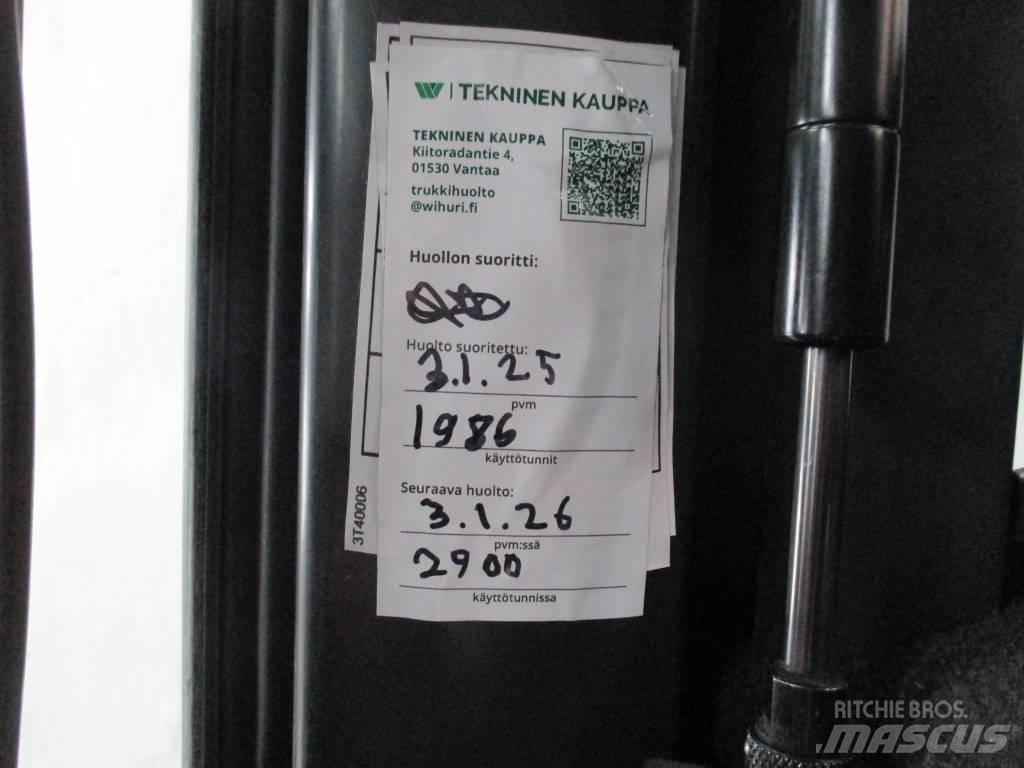 W | TEKNINEN KAUPPA
TEKNINEN KAUPPA
Kiitoradantie 4,
01530 Vantaa
trukkihuolto
@wihuri.fi
Huollon suoritti:
Huolto suoritettu:
3.1.25
pvm
1986
käyttötunnit
Seuraava huolto:
3.1.26
pvm:ssä
2900
käyttötunnissa
3T40006
RITCHIE BROS.
MASCUS